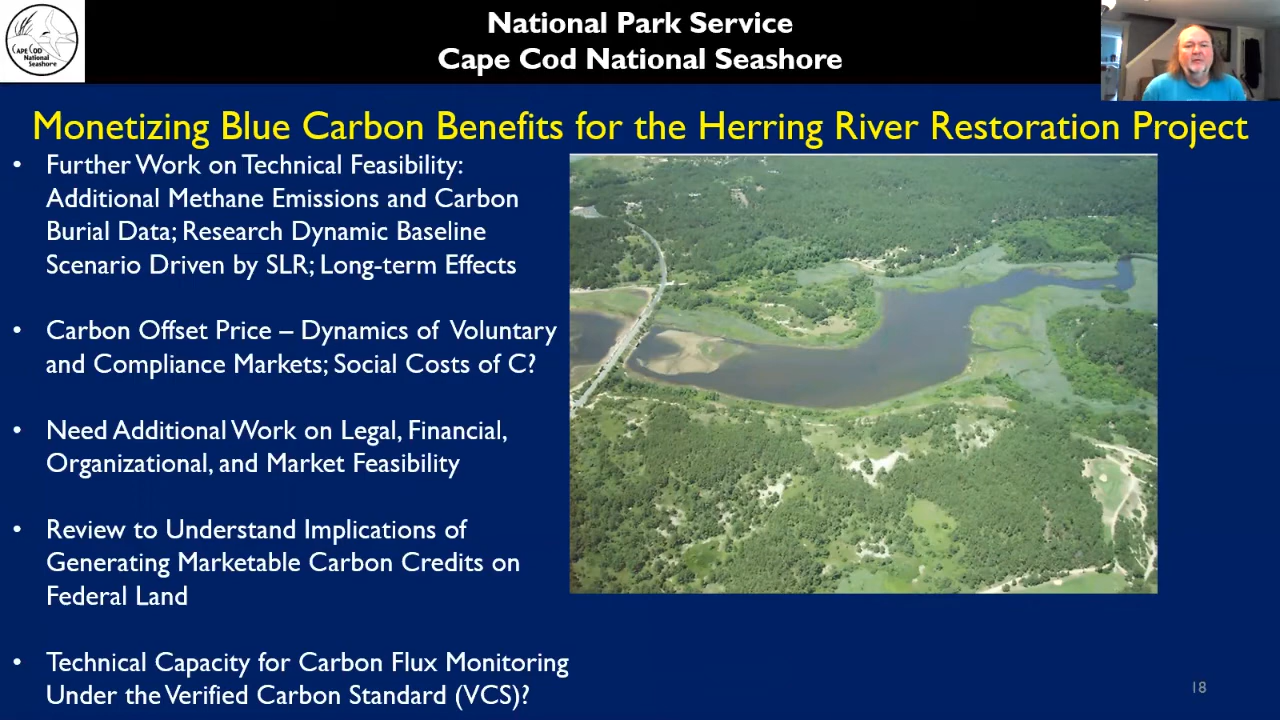 Cape Cod
National
Seashore
National Park Service
Cape Cod National Seashore
Monetizing Blue Carbon Benefits for the Herring River Restoration Project
• Further Work on Technical Feasibility:
Additional Methane Emissions and Carbon
Burial Data; Research Dynamic Baseline
Scenario Driven by SLR; Long-term Effects
• Carbon Offset Price – Dynamics of Voluntary
and Compliance Markets; Social Costs of C?
• Need Additional Work on Legal, Financial,
Organizational, and Market Feasibility
• Review to Understand Implications of
Generating Marketable Carbon Credits on
Federal Land
• Technical Capacity for Carbon Flux Monitoring
Under the Verified Carbon Standard (VCS)?
18